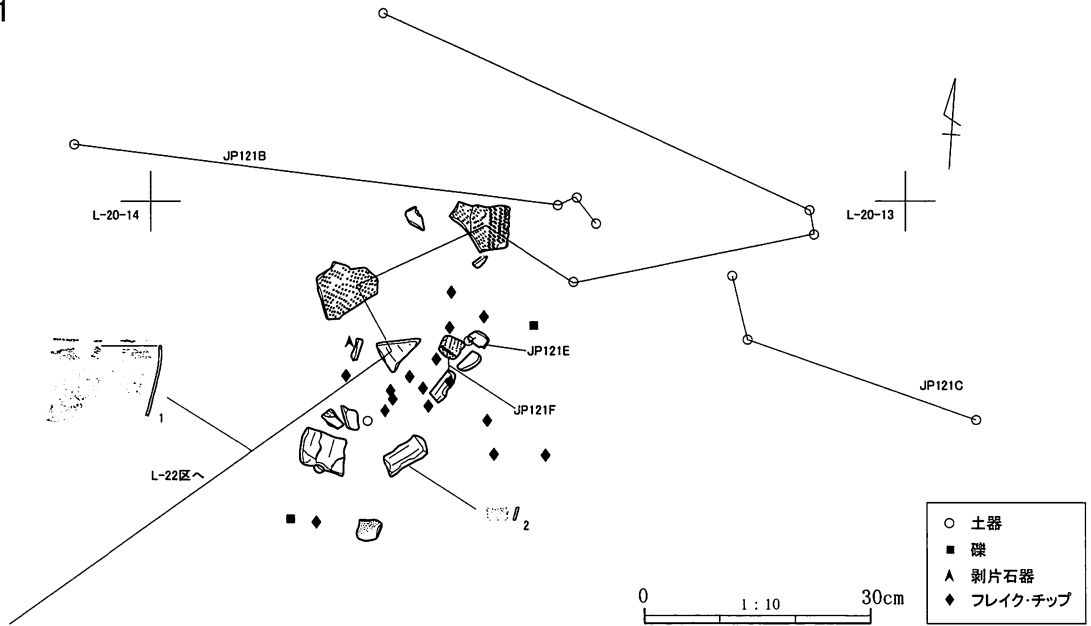 1
JP121B
L-20-14
L-20-13
JP121E
JP121C
JP121F
1
L-22区へ
2
○ 土器
■ 礫
剥片石器
◆ フレイク・チップ
0 1:10 30cm